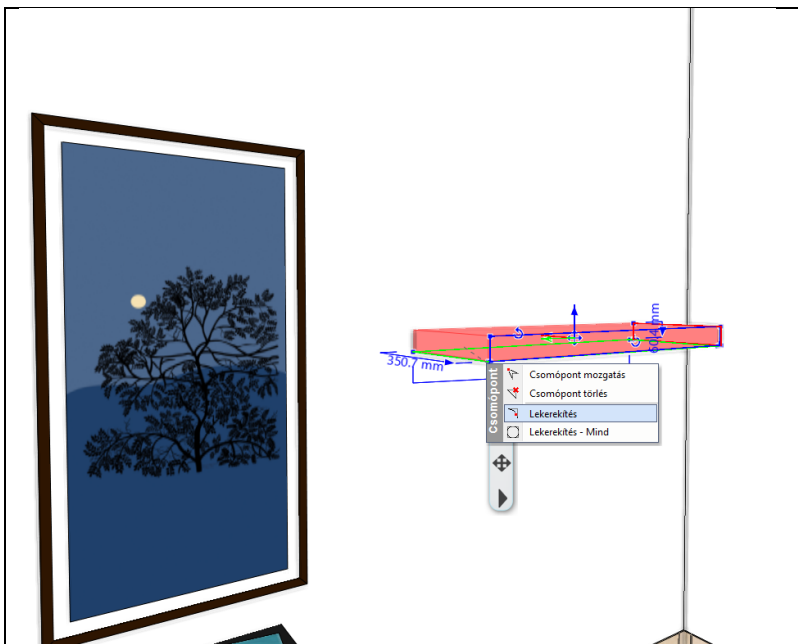 60,4 mm
350.7 mm
Csomópont
Csomópont mozgatás
Csomópont törlés
Lekerekítés
Lekerekítés - Mind